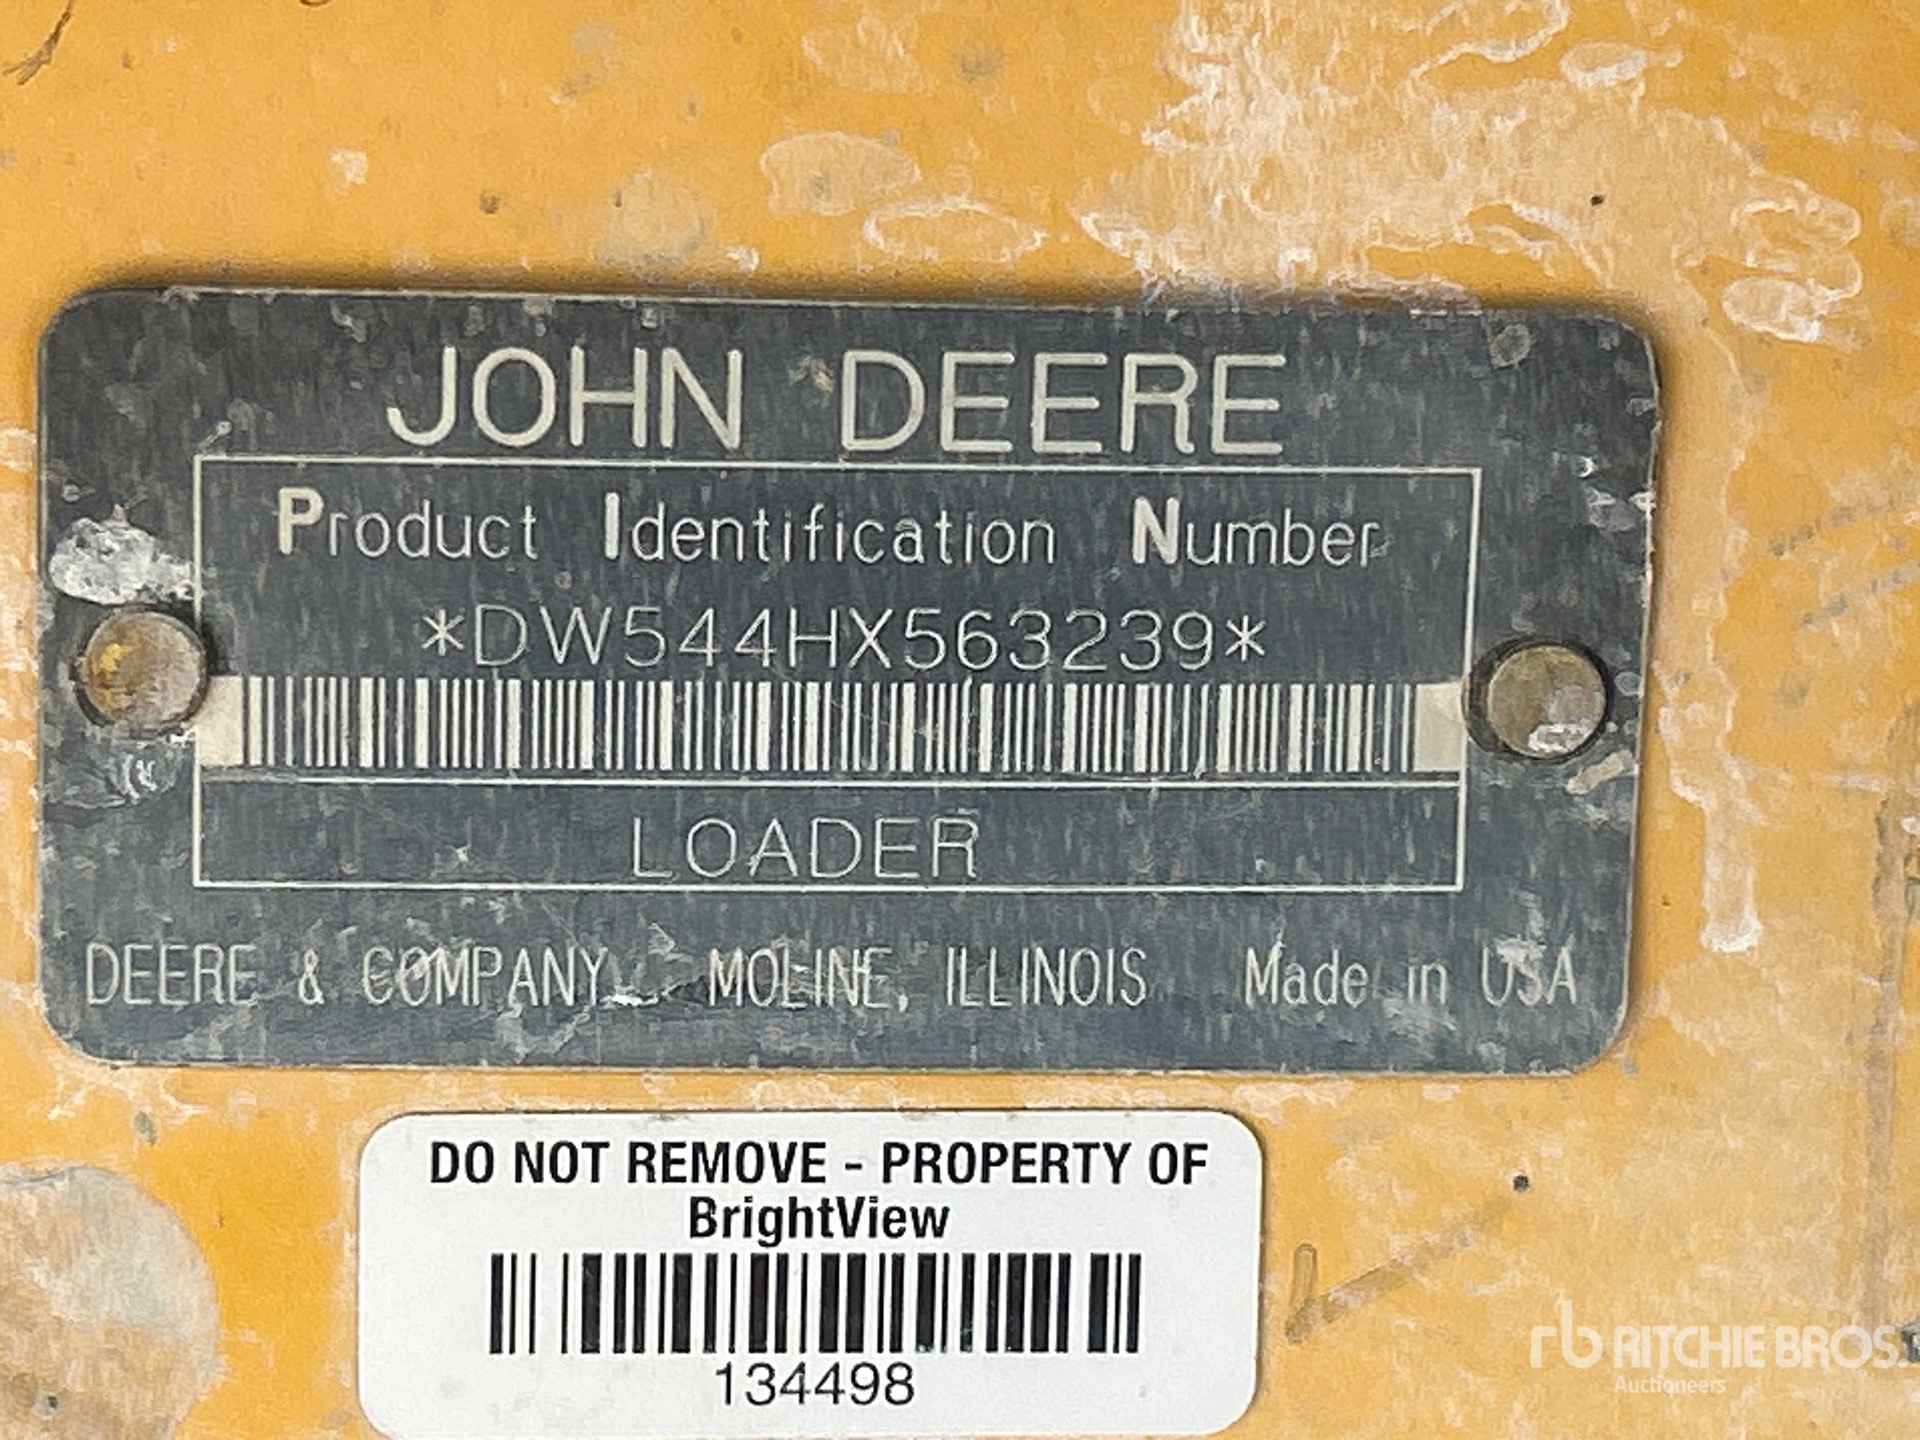 JOHN DEERE
Product Identification Number
*DW544HX563239*
LOADER
DEERE & COMPANY, MOLINE, ILLINOIS Made in USA
DO NOT REMOVE - PROPERTY OF
BrightView
134498
rb RITCHIE BROS.
Auctioneers